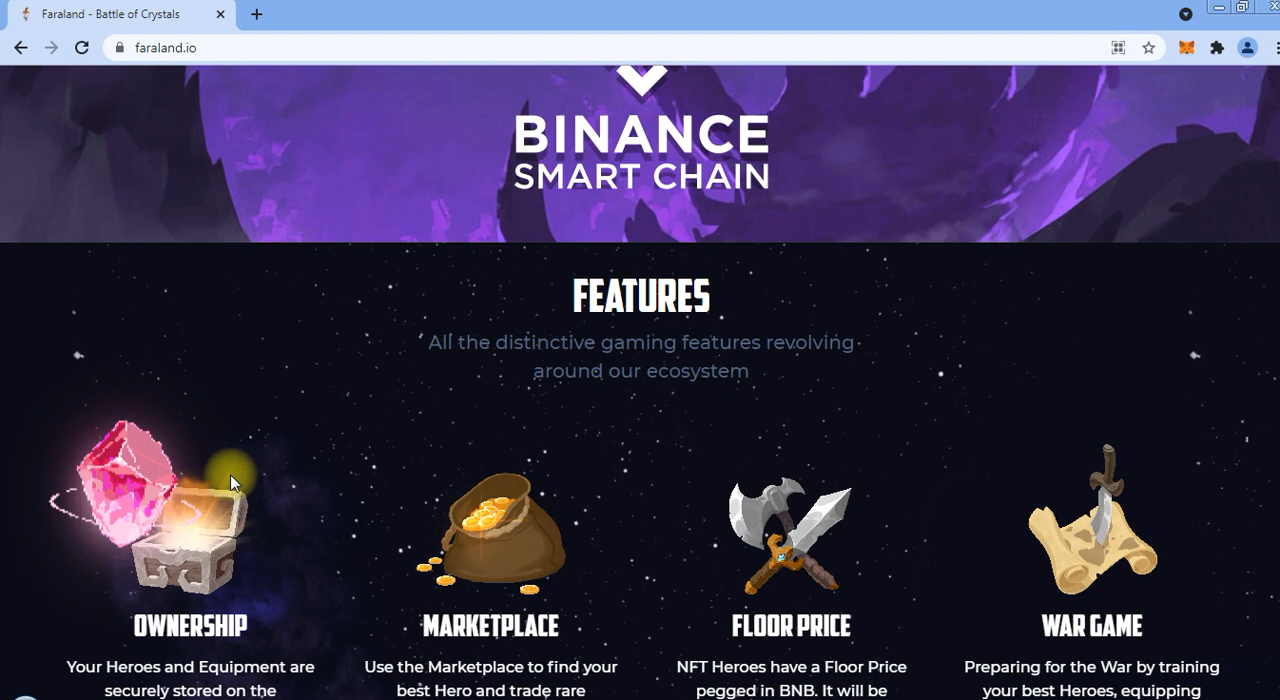 Faraland - Battle of Crystals
faraland.io
BINANCE
SMART CHAIN
FEATURES
All the distinctive gaming features revolving
around our ecosystem
OWNERSHIP
Your Heroes and Equipment are
securely stored on the
MARKETPLACE
Use the Marketplace to find your
best Hero and trade rare
FLOOR PRICE
NFT Heroes have a Floor Price
pegged in BNB. It will be
WAR GAME
Preparing for the War by training
your best Heroes, equipping